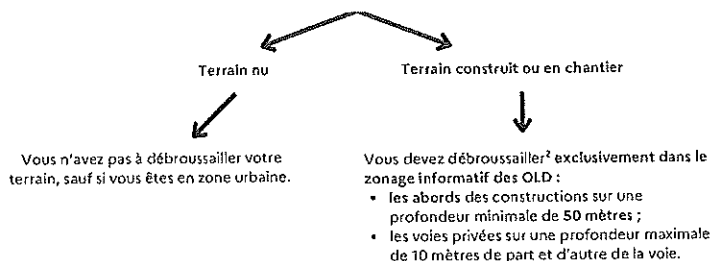 Terrain nu
Terrain construit ou en chantier
Vous n'avez pas à débroussailler votre
terrain, sauf si vous êtes en zone urbaine.
Vous devez débroussailler² exclusivement dans le
zonage informatif des OLD :
• les abords des constructions sur une
profondeur minimale de 50 mètres ;
• les voies privées sur une profondeur maximale
de 10 mètres de part et d'autre de la voie.